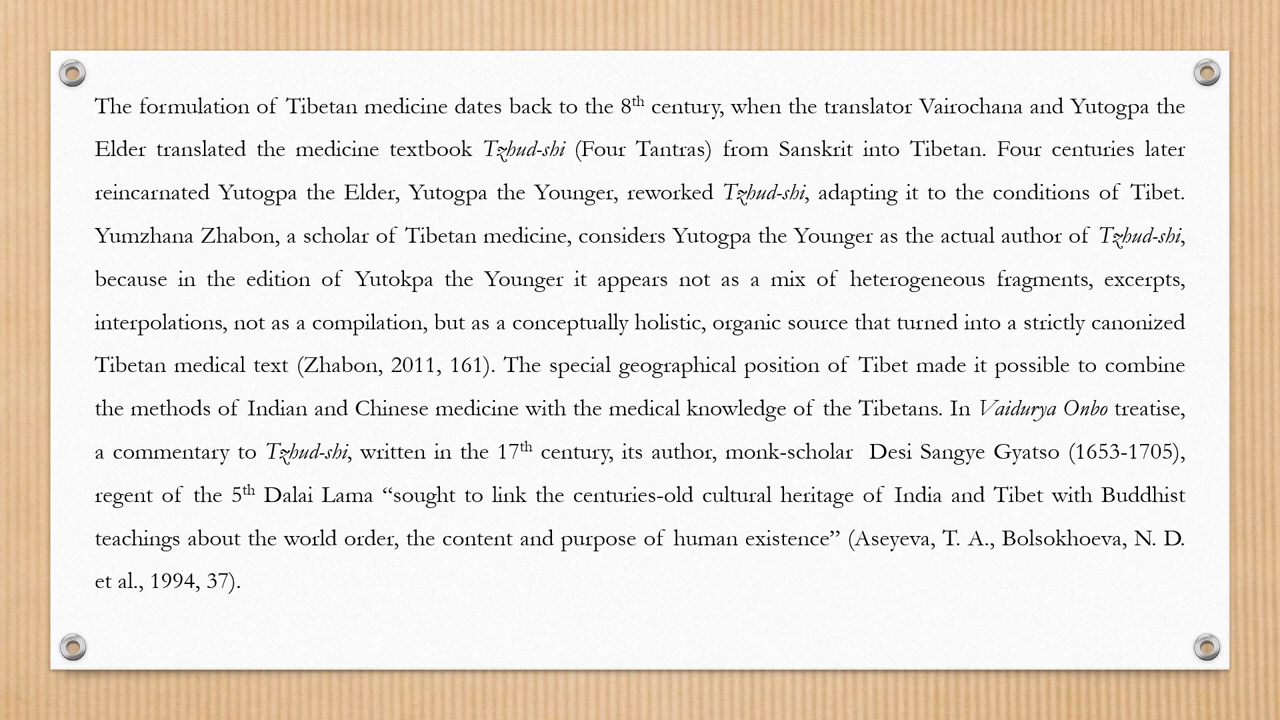 The formulation of Tibetan medicine dates back to the 8th century, when the translator Vairochana and Yutogpa the
Elder translated the medicine textbook Tzhud-shi (Four Tantras) from Sanskrit into Tibetan. Four centuries later
reincarnated Yutogpa the Elder, Yutogpa the Younger, reworked Tzhud-shi, adapting it to the conditions of Tibet.
Yumzhana Zhabon, a scholar of Tibetan medicine, considers Yutogpa the Younger as the actual author of Tzhud-shi,
because in the edition of Yutokpa the Younger it appears not as a mix of heterogeneous fragments, excerpts,
interpolations, not as a compilation, but as a conceptually holistic, organic source that turned into a strictly canonized
Tibetan medical text (Zhabon, 2011, 161). The special geographical position of Tibet made it possible to combine
the methods of Indian and Chinese medicine with the medical knowledge of the Tibetans. In Vaidurya Onbo treatise,
a commentary to Tzhud-shi, written in the 17th century, its author, monk-scholar Desi Sangye Gyatso (1653-1705),
regent of the 5th Dalai Lama “sought to link the centuries-old cultural heritage of India and Tibet with Buddhist
teachings about the world order, the content and purpose of human existence” (Aseyeva, T. A., Bolsokhoeva, N. D.
et al., 1994, 37).